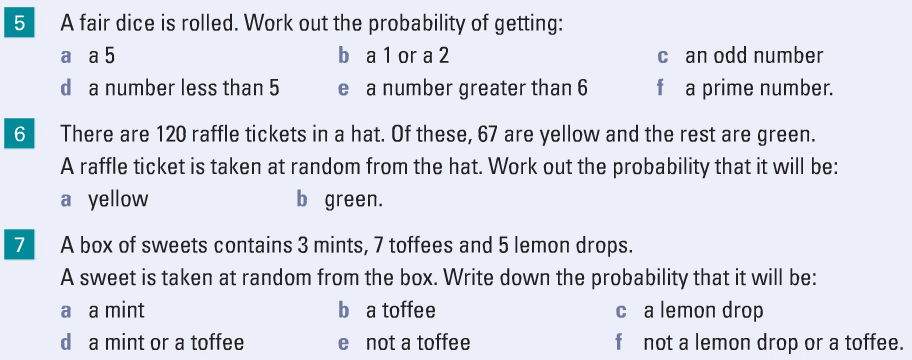 5 A fair dice is rolled. Work out the probability of getting:
a a 5 b a 1 or a 2 c an odd number
d a number less than 5 e a number greater than 6 f a prime number.
6 There are 120 raffle tickets in a hat. Of these, 67 are yellow and the rest are green.
A raffle ticket is taken at random from the hat. Work out the probability that it will be:
a yellow b green.
7 A box of sweets contains 3 mints, 7 toffees and 5 lemon drops.
A sweet is taken at random from the box. Write down the probability that it will be:
a a mint b a toffee c a lemon drop
d a mint or a toffee e not a toffee f not a lemon drop or a toffee.